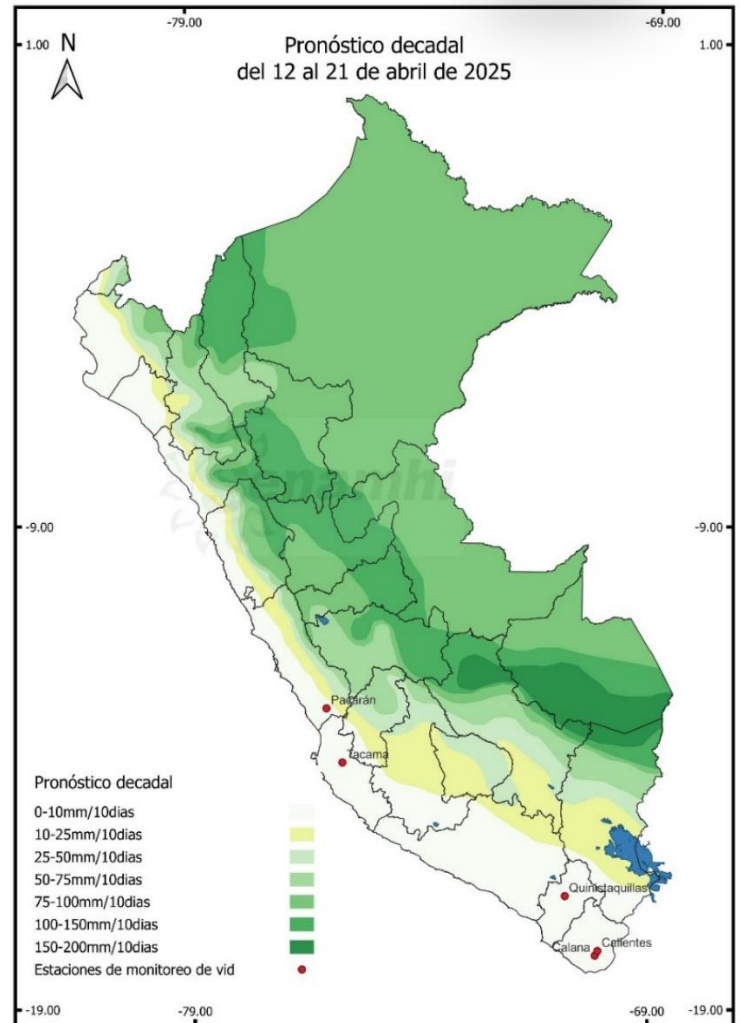 -79.00
-69.00
1.00
N
1.00
Pronóstico decadal
del 12 al 21 de abril de 2025
-9.00
-9.00
senamhi
Pacarán
Tacama
Pronóstico decadal
0-10mm/10dias
10-25mm/10dias
25-50mm/10dias
50-75mm/10dias
75-100mm/10dias
100-150mm/10dias
150-200mm/10dias
Estaciones de monitoreo de vid
Quinistaquillas
Calana
Callentes
-19.00
-79.00
-69.00
-19.00